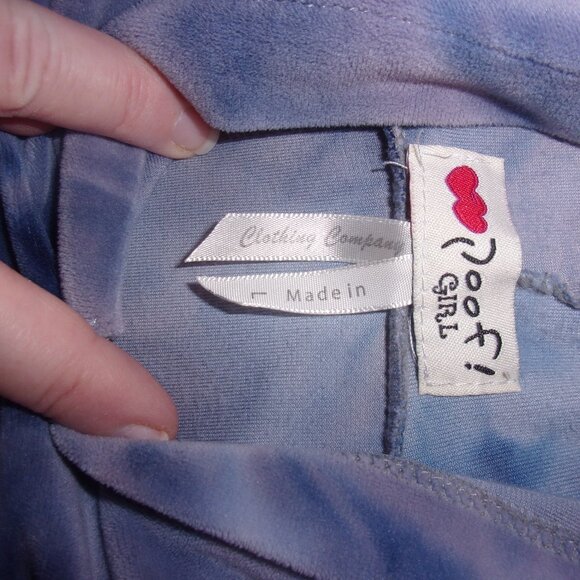 Clothing Company
L
Made in
Poof!
GIRL